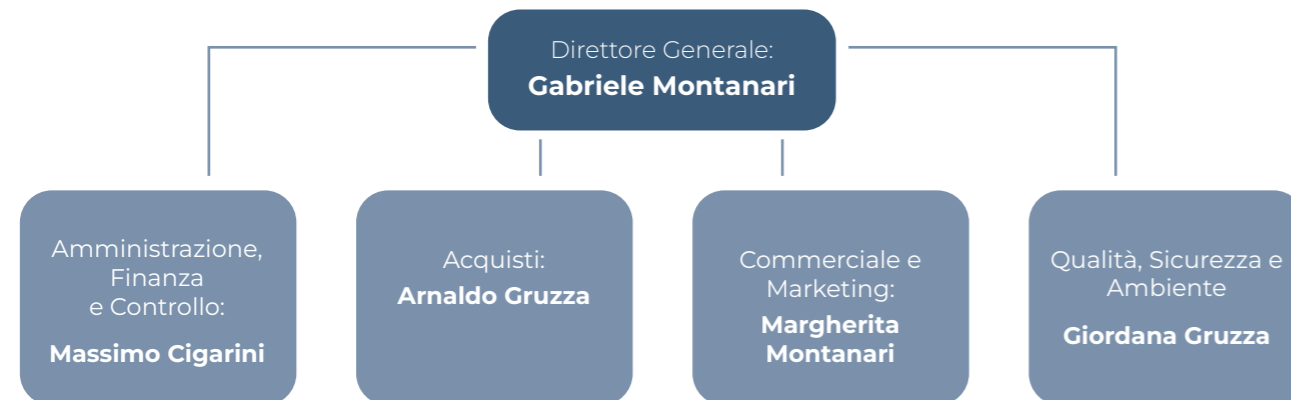 Direttore Generale:
Gabriele Montanari
Amministrazione,
Finanza
e Controllo:
Massimo Cigarini
Acquisti:
Arnaldo Gruzza
Commerciale e
Marketing:
Margherita
Montanari
Qualità, Sicurezza e
Ambiente
Giordana Gruzza